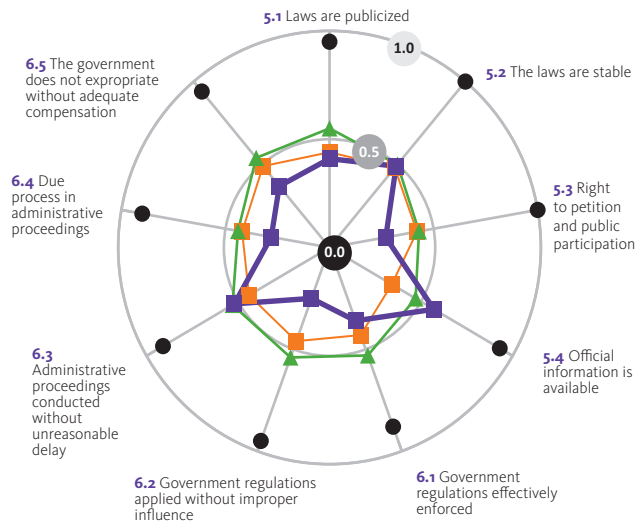 5.1 Laws are publicized
1.0
5.2 The laws are stable
6.5 The government
does not expropriate
without adequate
compensation
0.5
5.3 Right
to petition
and public
participation
6.4 Due
process in
administrative
proceedings
0.0
5.4 Official
information is
available
6.3
Administrative
proceedings
conducted
without
unreasonable
delay
6.1 Government
regulations effectively
enforced
6.2 Government regulations
applied without improper
influence